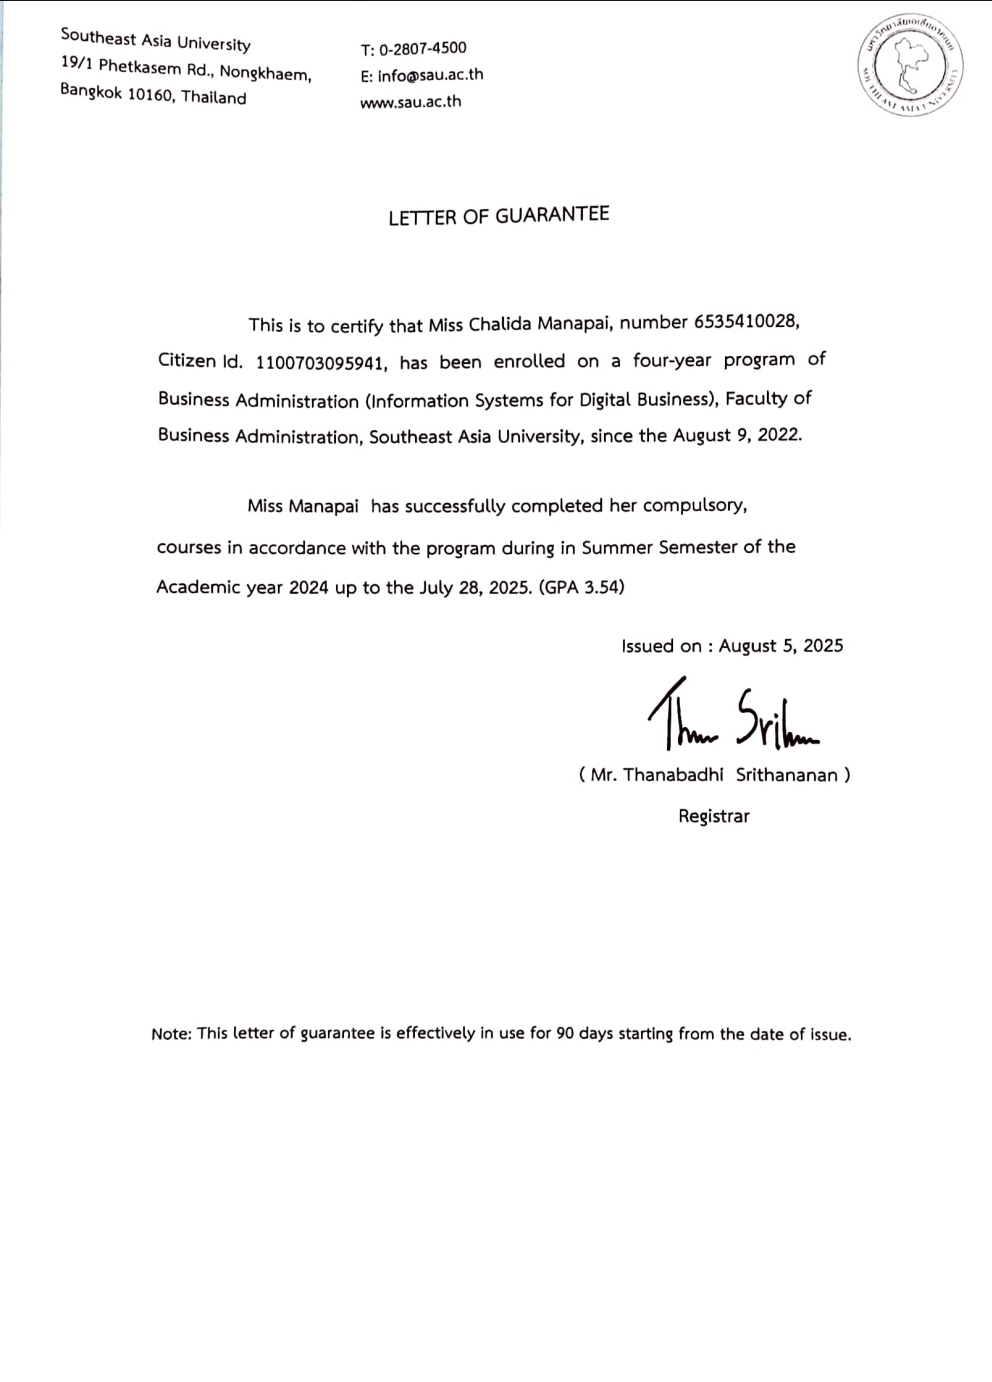 Southeast Asia University
19/1 Phetkasem Rd., Nongkhaem,
Bangkok 10160, Thailand
T: 0-2807-4500
E: info@sau.ac.th
www.sau.ac.th
มหาวิทยาลัยเอเชียอาคเนย์
SOUTHEAST ASIA UNIVERSITY
LETTER OF GUARANTEE
This is to certify that Miss Chalida Manapai, number 6535410028,
Citizen Id. 1100703095941, has been enrolled on a four-year program of
Business Administration (Information Systems for Digital Business), Faculty of
Business Administration, Southeast Asia University, since the August 9, 2022.
Miss Manapai has successfully completed her compulsory,
courses in accordance with the program during in Summer Semester of the
Academic year 2024 up to the July 28, 2025. (GPA 3.54)
Issued on : August 5, 2025
( Mr. Thanabadhi Srithananan )
Registrar
Note: This letter of guarantee is effectively in use for 90 days starting from the date of issue.